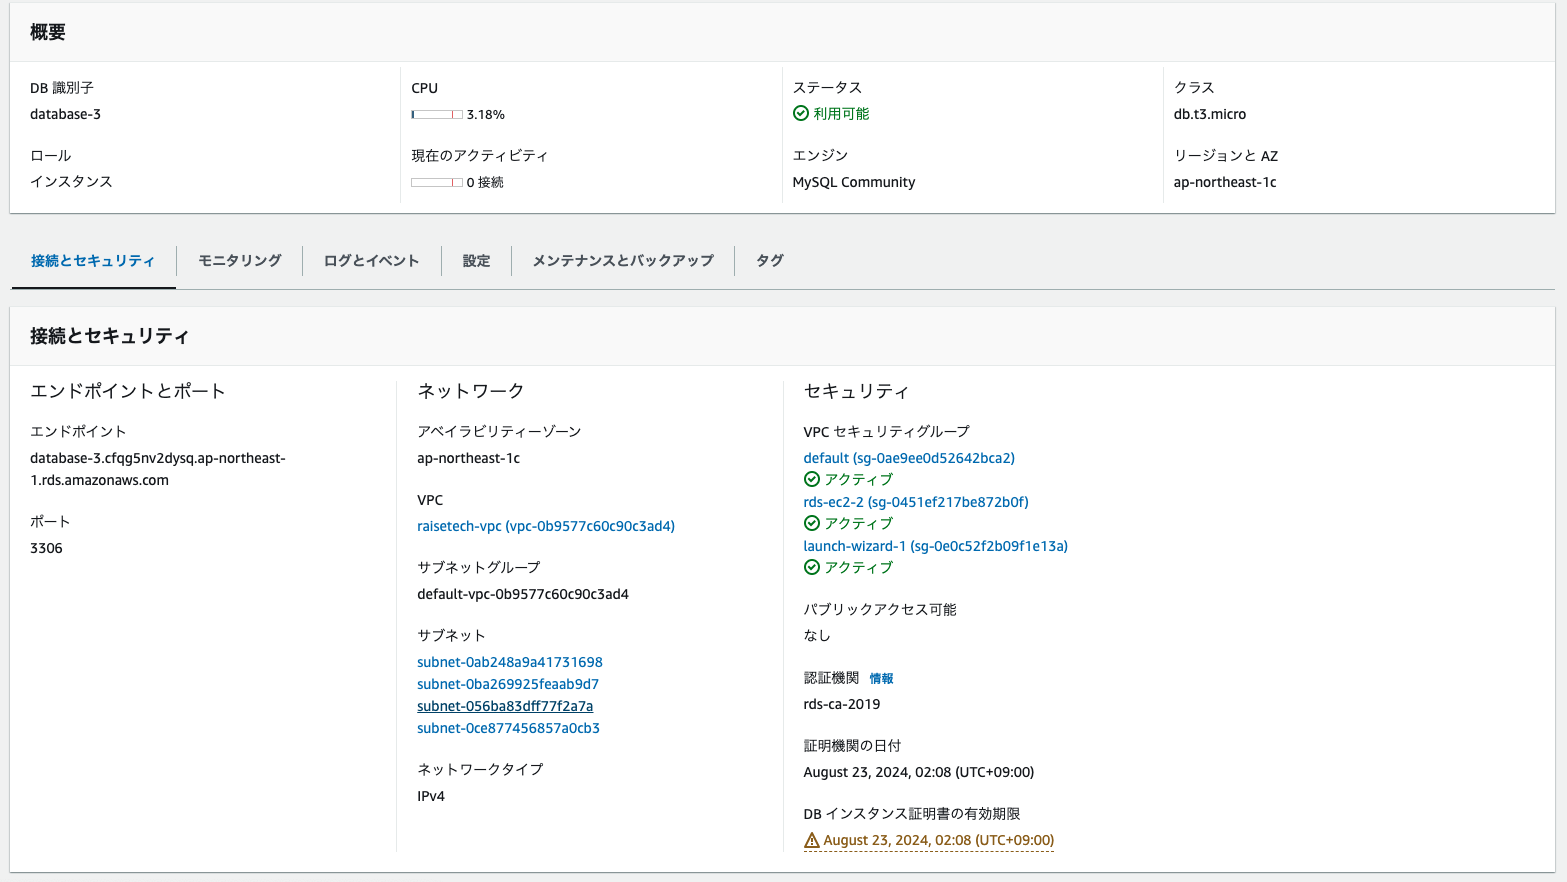 概要
DB 識別子
database-3
CPU
3.18%
ステータス
利用可能
クラス
db.t3.micro
ロール
インスタンス
現在のアクティビティ
0 接続
エンジン
MySQL Community
リージョンと AZ
ap-northeast-1c
接続とセキュリティ
モニタリング
ログとイベント
設定
メンテナンスとバックアップ
タグ
接続とセキュリティ
エンドポイントとポート
エンドポイント
database-3.cfqg5nv2dysq.ap-northeast-
1.rds.amazonaws.com
ポート
3306
ネットワーク
アベイラビリティーゾーン
ap-northeast-1c
VPC
raisetech-vpc (vpc-0b9577c60c90c3ad4)
サブネットグループ
default-vpc-0b9577c60c90c3ad4
サブネット
subnet-0ab248a9a41731698
subnet-0ba269925feaab9d7
subnet-056ba83dff77f2a7a
subnet-0ce877456857a0cb3
ネットワークタイプ
IPv4
セキュリティ
VPC セキュリティグループ
default (sg-0ae9ee0d52642bca2)
アクティブ
rds-ec2-2 (sg-0451ef217be872b0f)
アクティブ
launch-wizard-1 (sg-0e0c52f2b09f1e13a)
アクティブ
パブリックアクセス可能
なし
認証機関 情報
rds-ca-2019
証明機関の日付
August 23, 2024, 02:08 (UTC+09:00)
DB インスタンス証明書の有効期限
August 23, 2024, 02:08 (UTC+09:00)